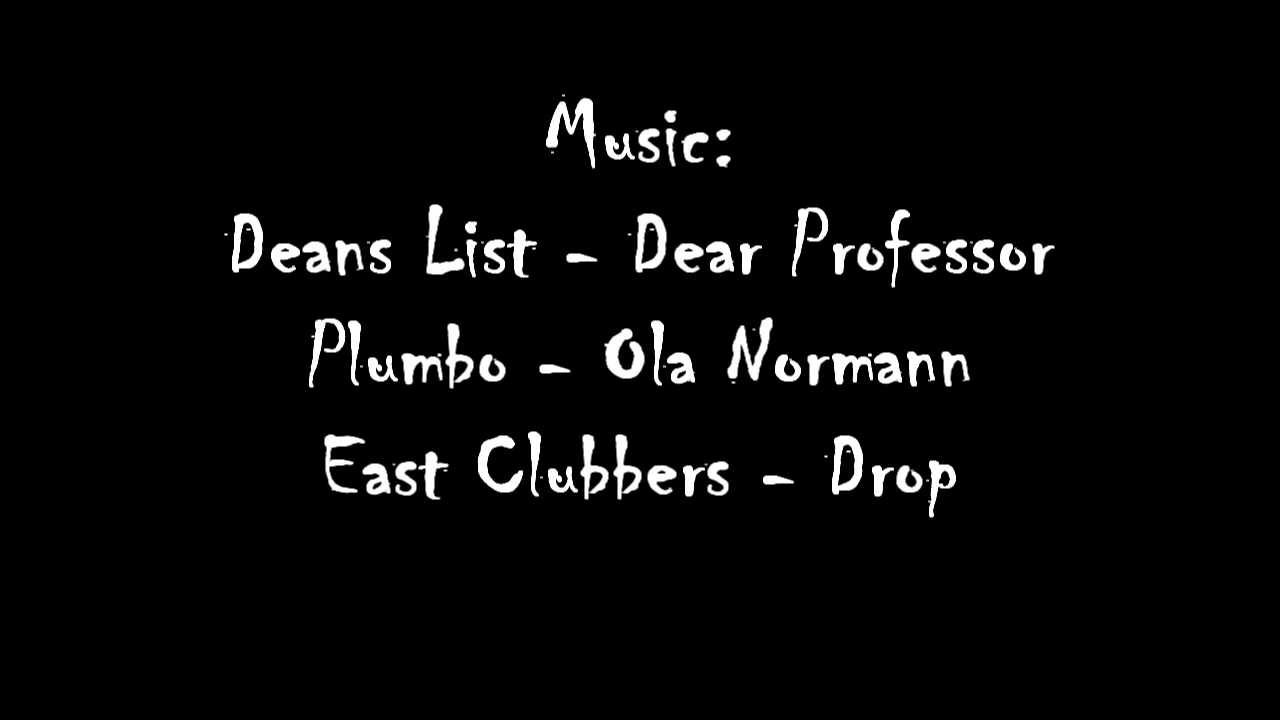 Music:
Deans List - Dear Professor
Plumbo - Ola Normann
East Clubbers - Drop